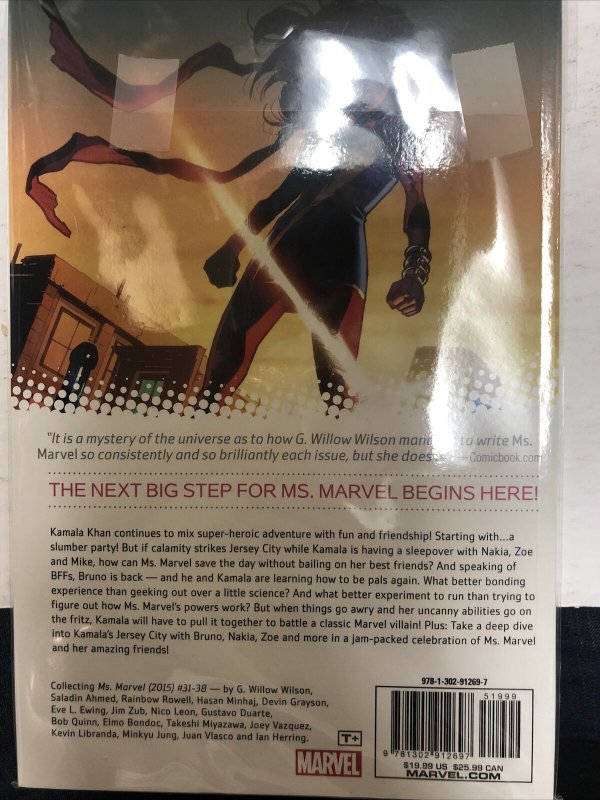 "It is a mystery of the universe as to how G. Willow Wilson to write Ms.
Marvel so consistently and so brilliantly each issue, but she does —Comicbook.com
THE NEXT BIG STEP FOR MS. MARVEL BEGINS HERE!
Kamala Khan continues to mix super-heroic adventure with fun and friendship! Starting with...a
slumber party! But if calamity strikes Jersey City while Kamala is having a sleepover with Nakia, Zoe
and Mike, how can Ms. Marvel save the day without bailing on her best friends? And speaking of
BFFs, Bruno is back — and he and Kamala are learning how to be pals again. What better bonding
experience than geeking out over a little science? And what better experiment to run than trying to
figure out how Ms. Marvel's powers work? But when things go awry and her uncanny abilities go on
the fritz, Kamala will have to pull it together to battle a classic Marvel villain! Plus: Take a deep dive
into Kamala's Jersey City with Bruno, Nakia, Zoe and more in a jam-packed celebration of Ms. Marvel
and her amazing friends!
Collecting Ms. Marvel (2015) #31-38 — by G. Willow Wilson,
Saladin Ahmed, Rainbow Rowell, Hasan Minhaj, Devin Grayson,
Eve L. Ewing, Jim Zub, Nico Leon, Gustavo Duarte,
Bob Quinn, Elmo Bondoc, Takeshi Miyazawa, Joey Vazquez,
Kevin Libranda, Minkyu Jung, Juan Vlasco and Ian Herring.
T+
MARVEL
978-1-302-91269-7
51999
9 781302 912697
$19.99 US $25.99 CAN
MARVEL.COM